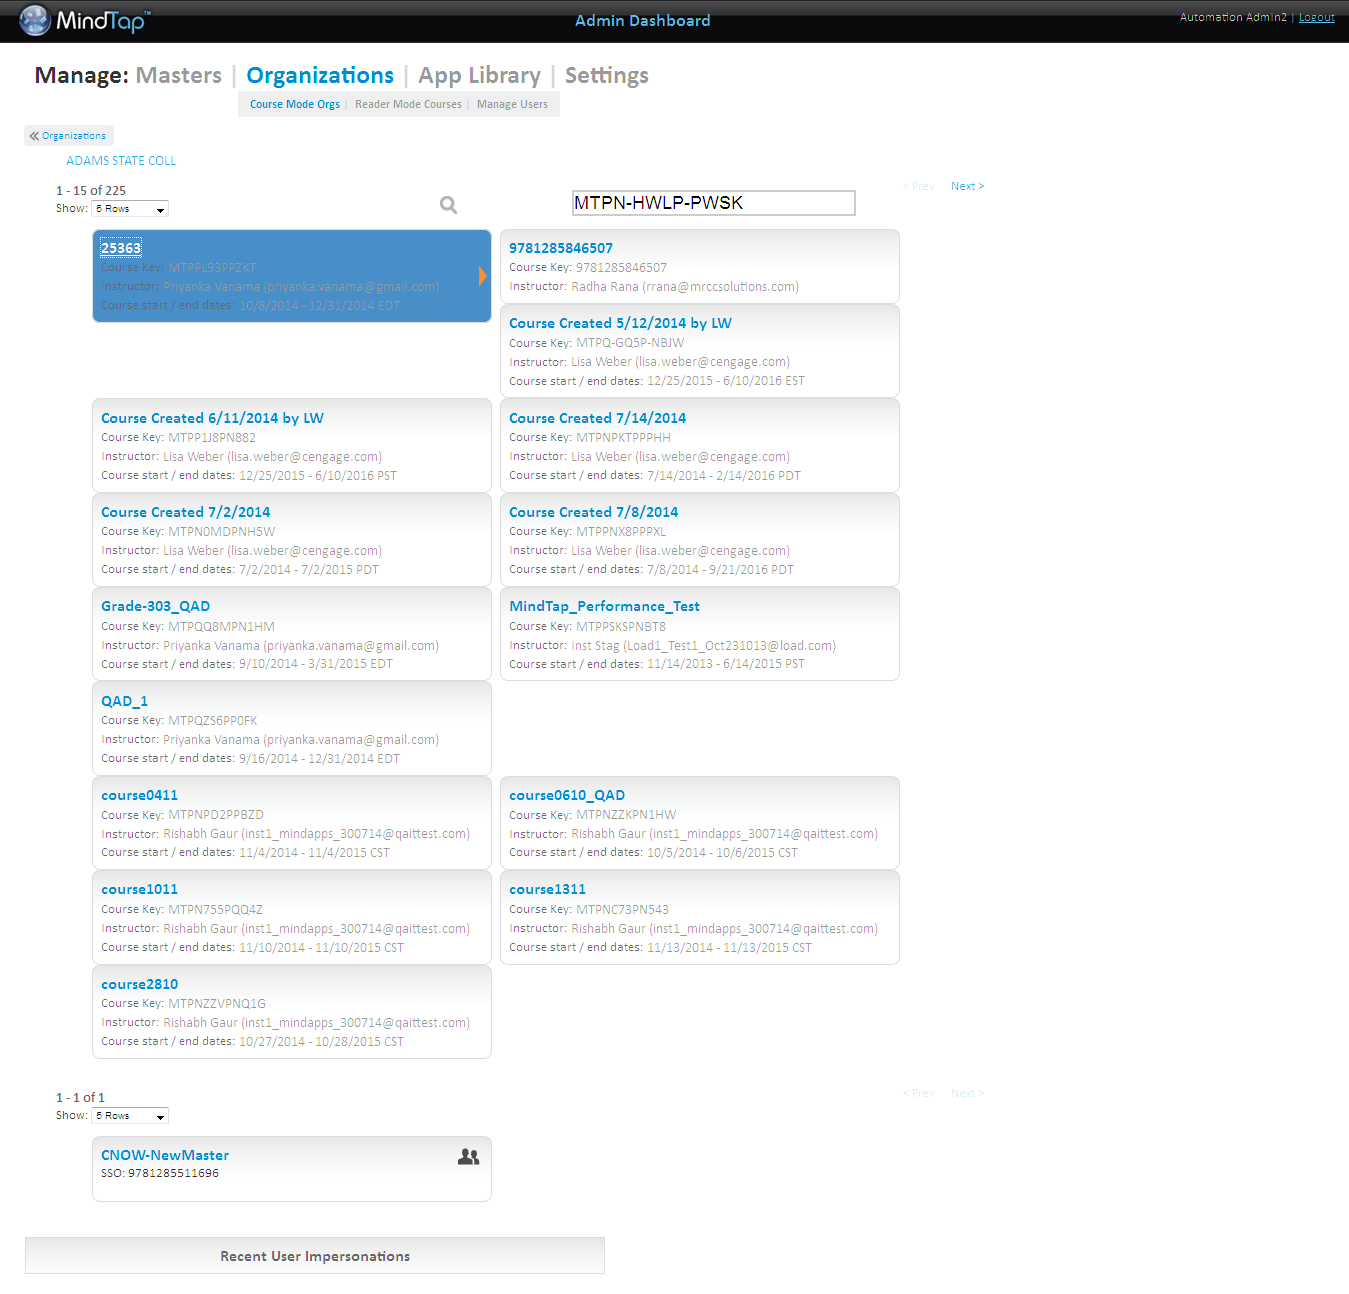 MindTap™
Admin Dashboard
Automation Admin2 | Logout
Manage: Masters | Organizations | App Library | Settings
Course Mode Orgs | Reader Mode Courses | Manage Users
Organizations
ADAMS STATE COLL
1 - 15 of 225
< Prev Next >
Show: 5 Rows
MTPN-HWLP-PWSK
25363
Course Key: MTPPL93PPZKT
Instructor: Priyanka Vanama (priyanka.vanama@gmail.com)
Course start / end dates: 10/8/2014 - 12/31/2014 EDT
9781285846507
Course Key: 9781285846507
Instructor: Radha Rana (rrana@mrccsolutions.com)
Course Created 5/12/2014 by LW
Course Key: MTPQ-GQ5P-NBJW
Instructor: Lisa Weber (lisa.weber@cengage.com)
Course start / end dates: 12/25/2015 - 6/10/2016 EST
Course Created 6/11/2014 by LW
Course Key: MTPP1J8PN882
Instructor: Lisa Weber (lisa.weber@cengage.com)
Course start / end dates: 12/25/2015 - 6/10/2016 PST
Course Created 7/14/2014
Course Key: MTPNPKTPPPHH
Instructor: Lisa Weber (lisa.weber@cengage.com)
Course start / end dates: 7/14/2014 - 2/14/2016 PDT
Course Created 7/2/2014
Course Key: MTPN0MDPNH5W
Instructor: Lisa Weber (lisa.weber@cengage.com)
Course start / end dates: 7/2/2014 - 7/2/2015 PDT
Course Created 7/8/2014
Course Key: MTPPNX8PPPXL
Instructor: Lisa Weber (lisa.weber@cengage.com)
Course start / end dates: 7/8/2014 - 9/21/2016 PDT
Grade-303_QAD
Course Key: MTPQQ8MPN1HM
Instructor: Priyanka Vanama (priyanka.vanama@gmail.com)
Course start / end dates: 9/10/2014 - 3/31/2015 EDT
MindTap_Performance_Test
Course Key: MTPPSKSPNBT8
Instructor: Inst Stag (Load1_Test1_Oct231013@load.com)
Course start / end dates: 11/14/2013 - 6/14/2015 PST
QAD_1
Course Key: MTPQZS6PP0FK
Instructor: Priyanka Vanama (priyanka.vanama@gmail.com)
Course start / end dates: 9/16/2014 - 12/31/2014 EDT
course0411
Course Key: MTPNPD2PPBZD
Instructor: Rishabh Gaur (inst1_mindapps_300714@qaittest.com)
Course start / end dates: 11/4/2014 - 11/4/2015 CST
course0610_QAD
Course Key: MTPNZZKPN1HW
Instructor: Rishabh Gaur (inst1_mindapps_300714@qaittest.com)
Course start / end dates: 10/5/2014 - 10/6/2015 CST
course1011
Course Key: MTPN755PQQ4Z
Instructor: Rishabh Gaur (inst1_mindapps_300714@qaittest.com)
Course start / end dates: 11/10/2014 - 11/10/2015 CST
course1311
Course Key: MTPNC73PN543
Instructor: Rishabh Gaur (inst1_mindapps_300714@qaittest.com)
Course start / end dates: 11/13/2014 - 11/13/2015 CST
course2810
Course Key: MTPNZZVPNQ1G
Instructor: Rishabh Gaur (inst1_mindapps_300714@qaittest.com)
Course start / end dates: 10/27/2014 - 10/28/2015 CST
1 - 1 of 1
< Prev Next >
Show: 5 Rows
CNOW-NewMaster
SSO: 9781285511696
Recent User Impersonations